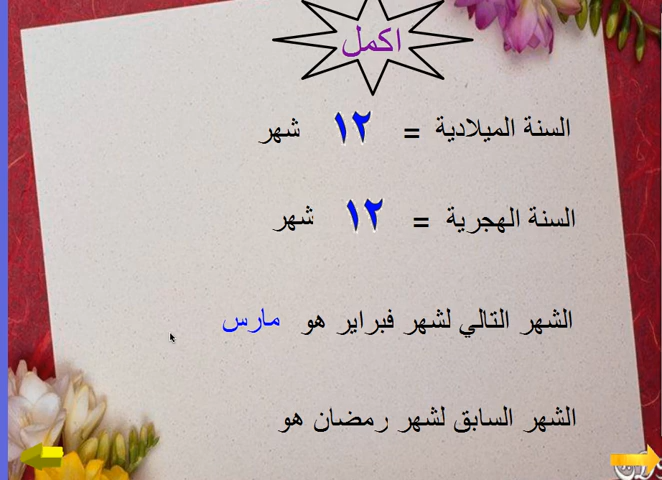 اكمل
السنة الميلادية = ١٢ شهر
السنة الهجرية = ١٢ شهر
الشهر التالي لشهر فبراير هو مارس
الشهر السابق لشهر رمضان هو